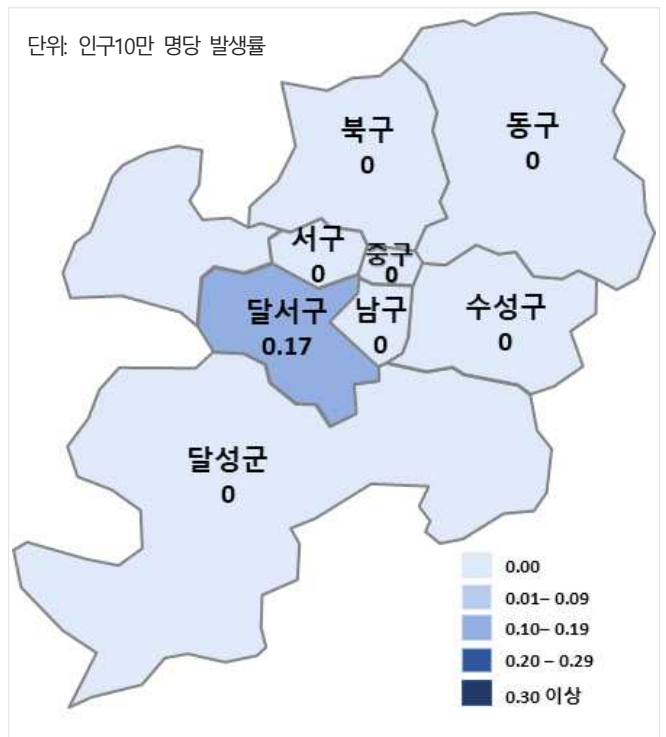 단위: 인구10만 명당 발생률
북구
0
동구
0
서구
0
중구
0
달서구
0.17
남구
0
수성구
0
달성군
0
0.00
0.01– 0.09
0.10– 0.19
0.20 – 0.29
0.30 이상